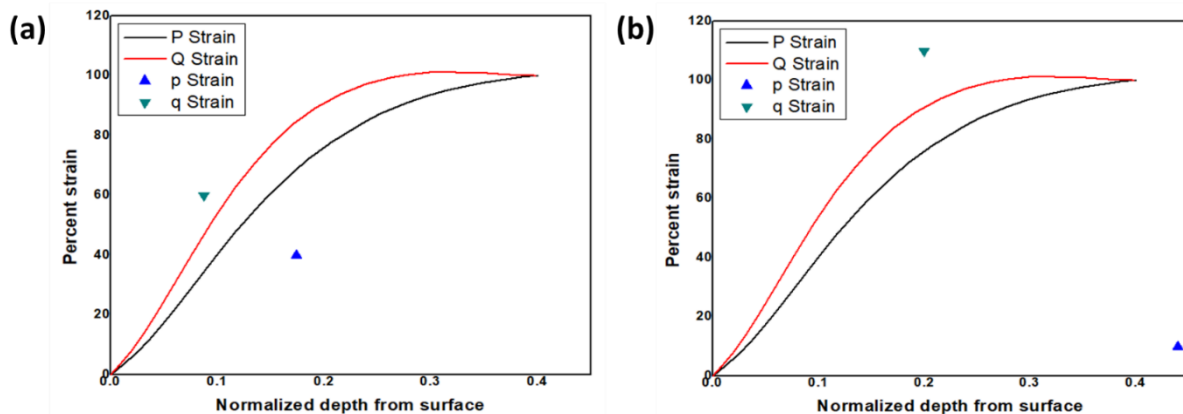 (a)
120
100
80
60
40
20
0
0.0 0.1 0.2 0.3 0.4
Percent strain
Normalized depth from surface
P Strain
Q Strain
p Strain
q Strain
(b)
120
100
80
60
40
20
0
0.0 0.1 0.2 0.3 0.4
Percent strain
Normalized depth from surface
P Strain
Q Strain
p Strain
q Strain